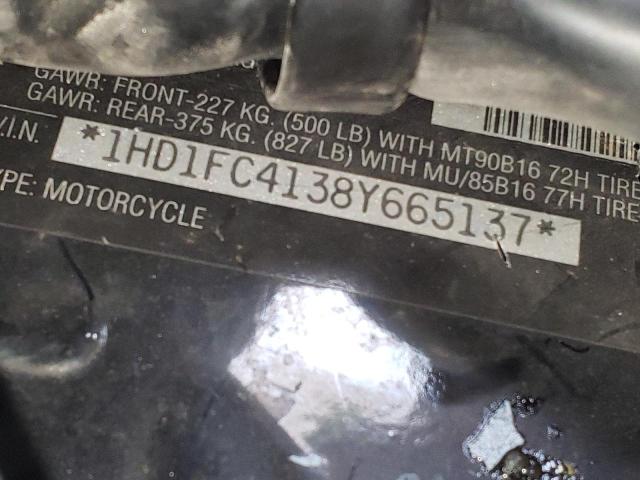 GAWR: FRONT-227 KG. (500 LB) WITH MT90B16 72H TIRE
GAWR: REAR-375 KG. (827 LB) WITH MU/85B16 77H TIRE
V.I.N. *1HD1FC4138Y665137*
YPE: MOTORCYCLE